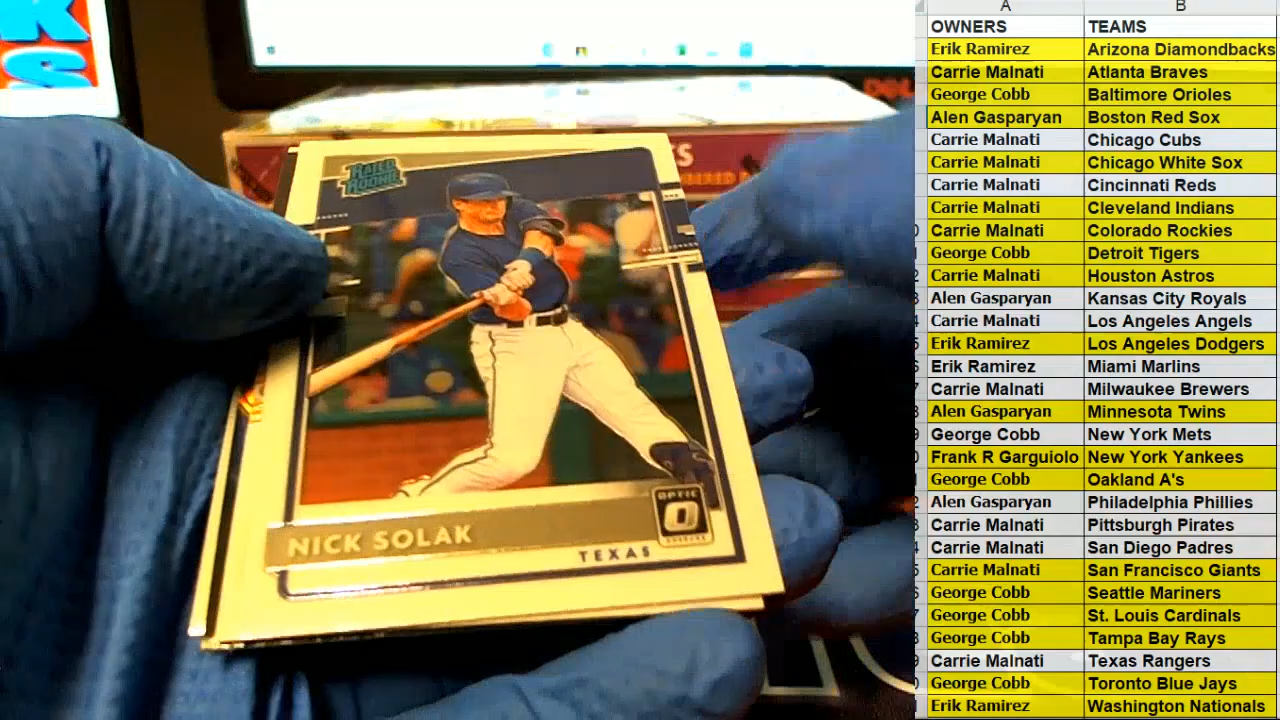 K
S
DELL
RATED
ROOKIE
NICK SOLAK
TEXAS
OPTIC
A B
OWNERS TEAMS
Erik Ramirez Arizona Diamondbacks
Carrie Malnati Atlanta Braves
George Cobb Baltimore Orioles
Alen Gasparyan Boston Red Sox
Carrie Malnati Chicago Cubs
Carrie Malnati Chicago White Sox
Carrie Malnati Cincinnati Reds
Carrie Malnati Cleveland Indians
Carrie Malnati Colorado Rockies
George Cobb Detroit Tigers
Carrie Malnati Houston Astros
Alen Gasparyan Kansas City Royals
Carrie Malnati Los Angeles Angels
Erik Ramirez Los Angeles Dodgers
Erik Ramirez Miami Marlins
Carrie Malnati Milwaukee Brewers
Alen Gasparyan Minnesota Twins
George Cobb New York Mets
Frank R Garguiolo New York Yankees
George Cobb Oakland A's
Alen Gasparyan Philadelphia Phillies
Carrie Malnati Pittsburgh Pirates
Carrie Malnati San Diego Padres
Carrie Malnati San Francisco Giants
George Cobb Seattle Mariners
George Cobb St. Louis Cardinals
George Cobb Tampa Bay Rays
Carrie Malnati Texas Rangers
George Cobb Toronto Blue Jays
Erik Ramirez Washington Nationals